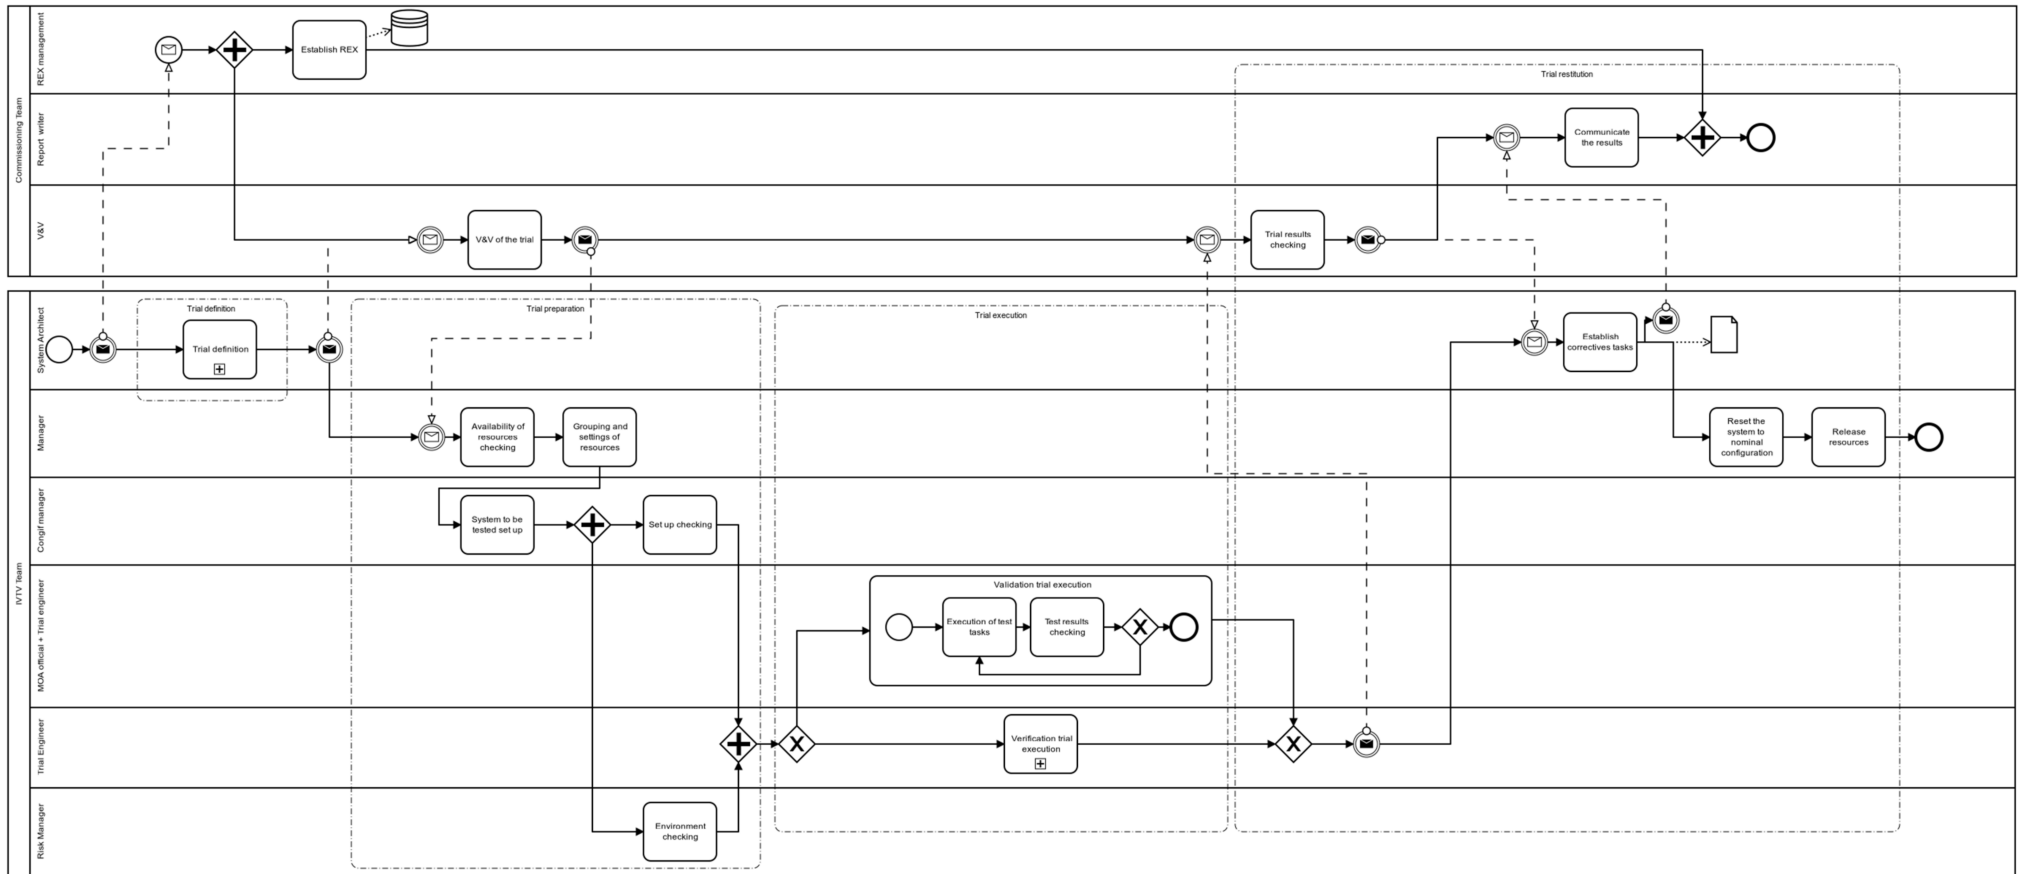 Commissioning Team
REX management
Establish REX
Trial restitution
Report writer
Communicate
the results
V&V
V&V of the trial
Trial results
checking
IVTV Team
System Architect
Trial definition
Trial definition
Trial preparation
Trial execution
Establish
correctives tasks
Manager
Availability of
resources
checking
Grouping and
settings of
resources
Reset the
system to
nominal
configuration
Release
resources
Congif manager
System to be
tested set up
Set up checking
MOA official + Trial engineer
Validation trial execution
Execution of test
tasks
Test results
checking
Trial Engineer
Verification trial
execution
Risk Manager
Environment
checking